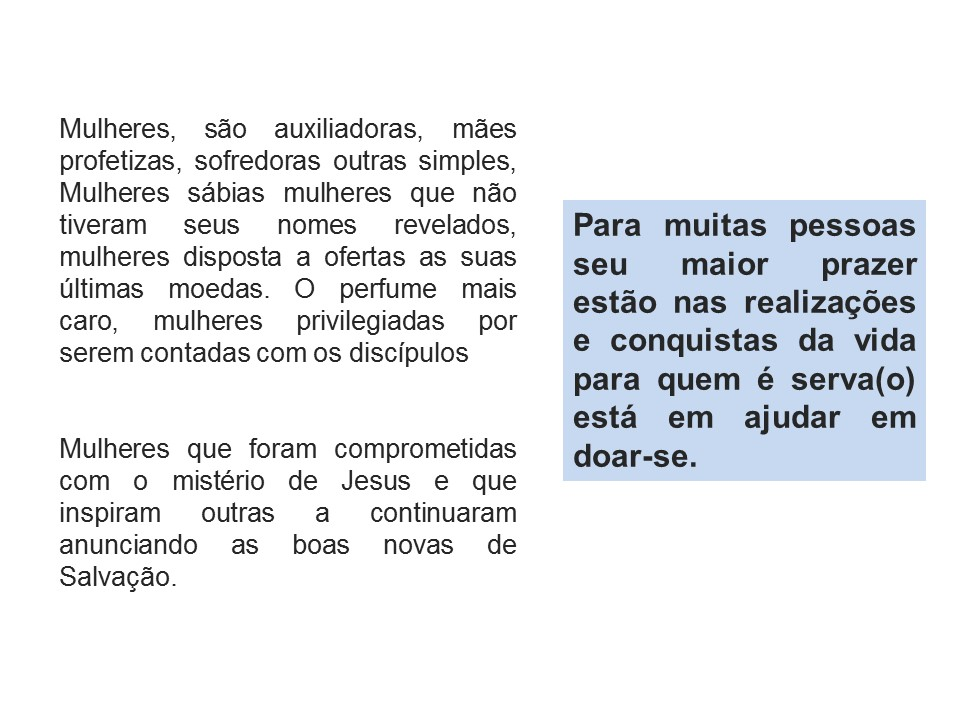 Mulheres, são auxiliadoras, mães
profetizas, sofredoras outras simples,
Mulheres sábias mulheres que não
tiveram seus nomes revelados,
mulheres disposta a ofertas as suas
últimas moedas. O perfume mais
caro, mulheres privilegiadas por
serem contadas com os discípulos
Mulheres que foram comprometidas
com o mistério de Jesus e que
inspiram outras a continuaram
anunciando as boas novas de
Salvação.
Para muitas pessoas
seu maior prazer
estão nas realizações
e conquistas da vida
para quem é serva(o)
está em ajudar em
doar-se.